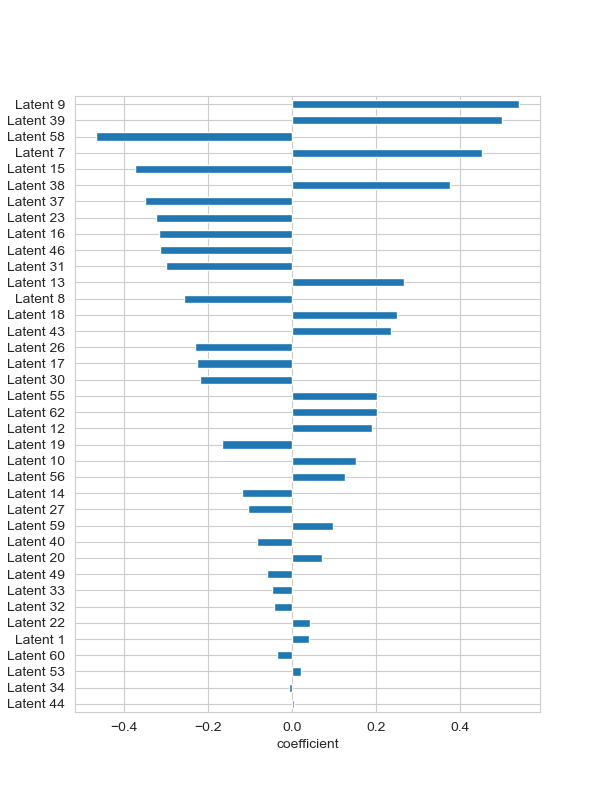 Latent 9
Latent 39
Latent 58
Latent 7
Latent 15
Latent 38
Latent 37
Latent 23
Latent 16
Latent 46
Latent 31
Latent 13
Latent 8
Latent 18
Latent 43
Latent 26
Latent 17
Latent 30
Latent 55
Latent 62
Latent 12
Latent 19
Latent 10
Latent 56
Latent 14
Latent 27
Latent 59
Latent 40
Latent 20
Latent 49
Latent 33
Latent 32
Latent 22
Latent 1
Latent 60
Latent 53
Latent 34
Latent 44
−0.4 −0.2 0.0 0.2 0.4
coefficient